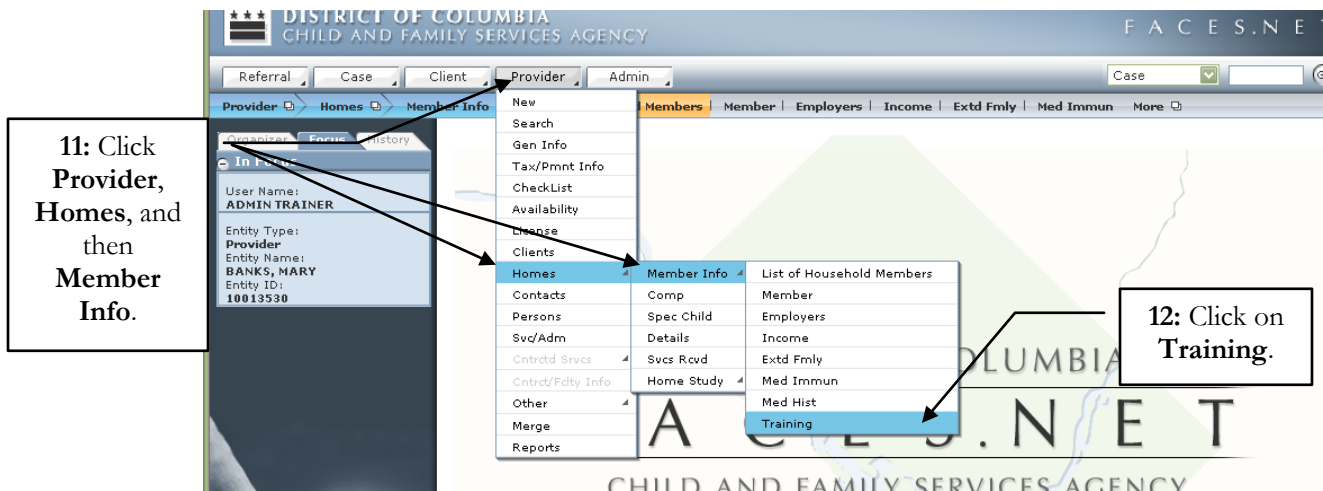 DISTRICT OF COLUMBIA
CHILD AND FAMILY SERVICES AGENCY
F A C E S . N E
Referral Case Client Provider Admin
Case
Provider Homes Member Info Members Member Employers Income Extd Fmly Med Immun More
Organizer Focus History
In Focus
User Name:
ADMIN TRAINER
Entity Type:
Provider
Entity Name:
BANKS, MARY
Entity ID:
10013530
11: Click
Provider,
Homes, and
then
Member
Info.
New
Search
Gen Info
Tax/Pmnt Info
CheckList
Availability
License
Clients
Homes
Contacts
Persons
Svc/Adm
Cntrctd Srvcs
Cntrct/Fclty Info
Other
Merge
Reports
Member Info
Comp
Spec Child
Details
Svcs Rcvd
Home Study
List of Household Members
Member
Employers
Income
Extd Fmly
Med Immun
Med Hist
Training
12: Click on
Training.
OLUMBIA
A C E S . N E T
CHILD AND FAMILY SERVICES AGENCY